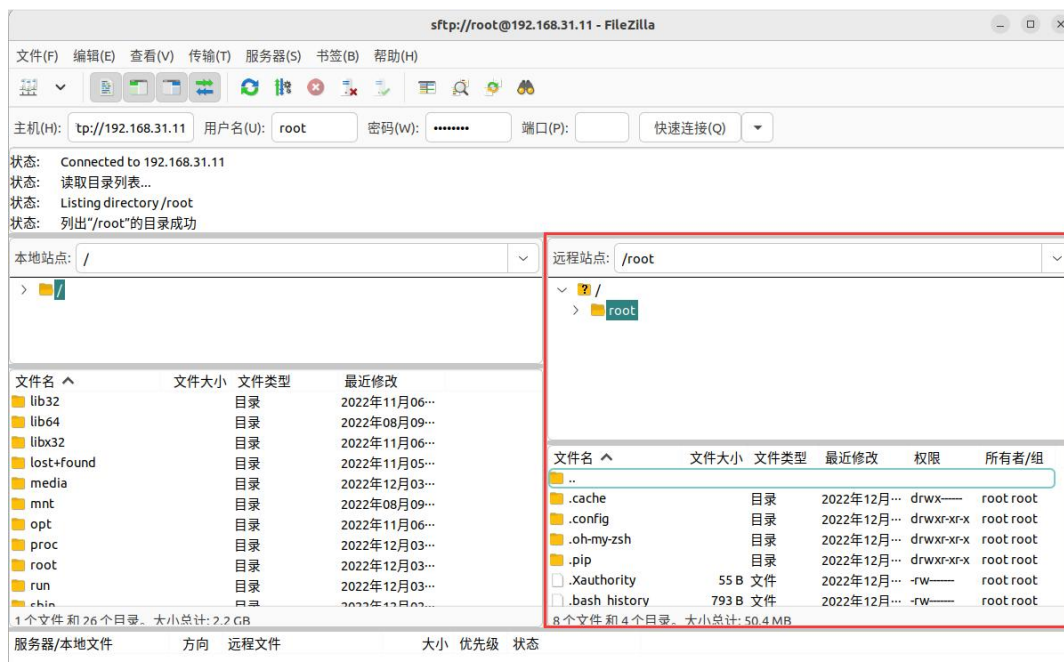 sftp://root@192.168.31.11 - FileZilla
文件(F) 编辑(E) 查看(V) 传输(T) 服务器(S) 书签(B) 帮助(H)
主机(H): tp://192.168.31.11 用户名(U): root 密码(W): •••••••• 端口(P): 快速连接(Q)
状态: Connected to 192.168.31.11
状态: 读取目录列表...
状态: Listing directory /root
状态: 列出“/root”的目录成功
本地站点: /
/
文件名 文件大小 文件类型 最近修改
lib32 目录 2022年11月06···
lib64 目录 2022年08月09···
libx32 目录 2022年11月06···
lost+found 目录 2022年11月05···
media 目录 2022年12月03···
mnt 目录 2022年08月09···
opt 目录 2022年11月06···
proc 目录 2022年12月03···
root 目录 2022年12月03···
run 目录 2022年12月03···
sbin 目录 2022年12月02···
1 个文件 和 26 个目录。大小总计: 2.2 GB
远程站点: /root
/
root
文件名 文件大小 文件类型 最近修改 权限 所有者/组
..
.cache 目录 2022年12月··· drwx------ root root
.config 目录 2022年12月··· drwxr-xr-x root root
.oh-my-zsh 目录 2022年12月··· drwxr-xr-x root root
.pip 目录 2022年12月··· drwxr-xr-x root root
.Xauthority 55 B 文件 2022年12月··· -rw------- root root
.bash_history 793 B 文件 2022年12月··· -rw------- root root
8 个文件 和 4 个目录。大小总计: 50.4 MB
服务器/本地文件 方向 远程文件 大小 优先级 状态